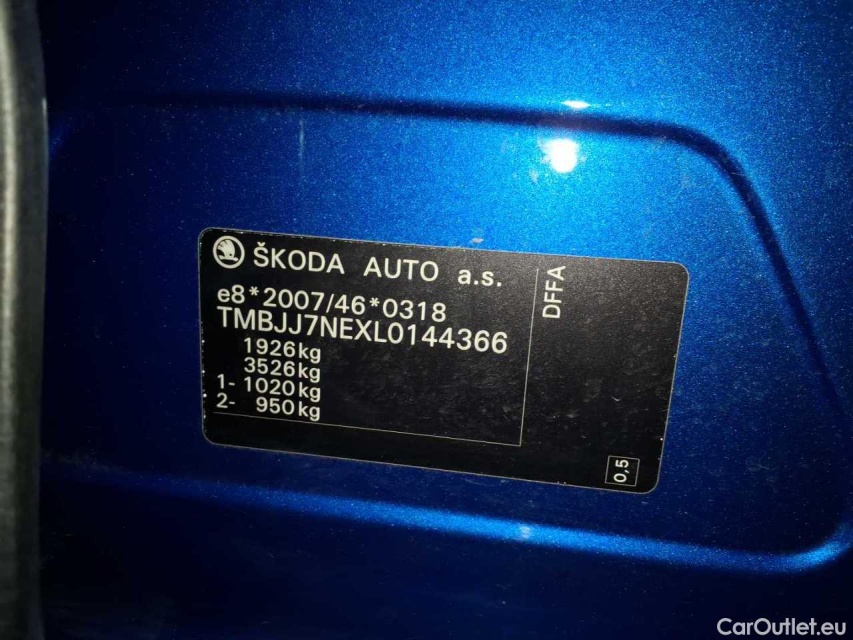 ŠKODA AUTO a.s.
e8*2007/46*0318
TMBJJ7NEXL0144366
1926kg
3526kg
1- 1020kg
2- 950kg
DFFA
0,5
CarOutlet.eu